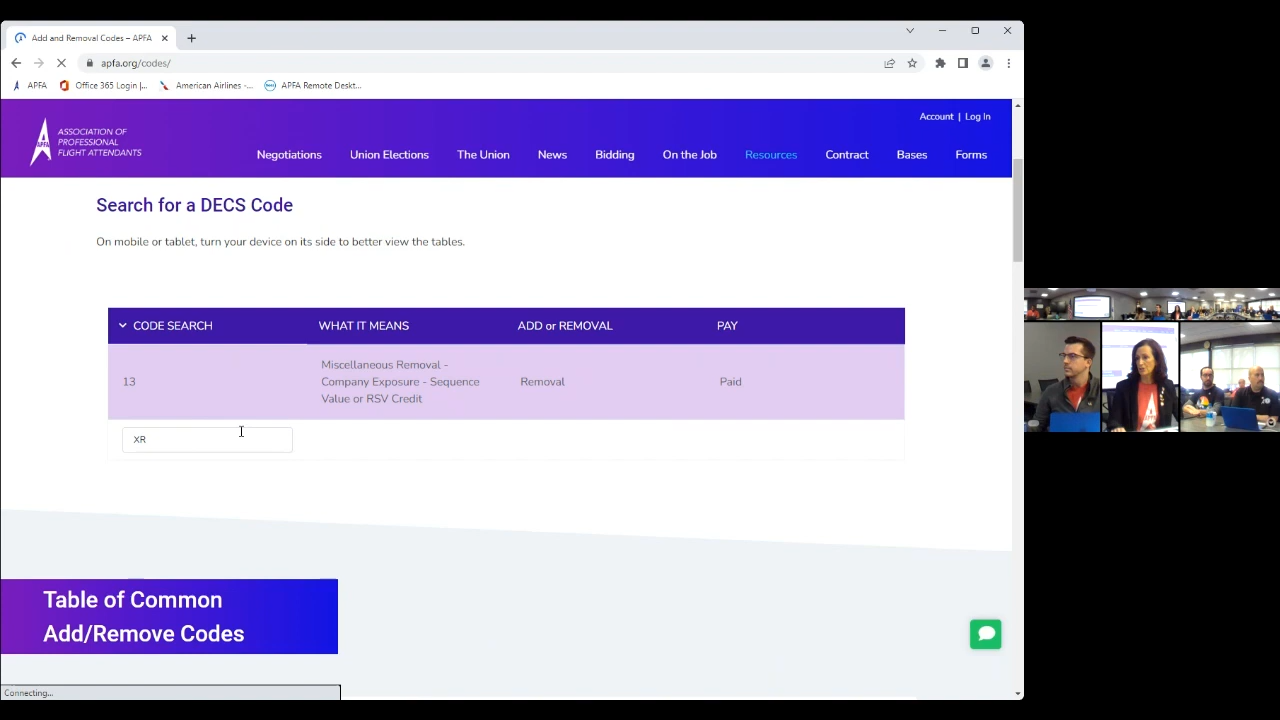 Add and Removal Codes – APFA
apfa.org/codes/
APFA
Office 365 Login |...
American Airlines -...
APFA Remote Deskt...
Account | Log In
APFA
ASSOCIATION OF
PROFESSIONAL
FLIGHT ATTENDANTS
Negotiations
Union Elections
The Union
News
Bidding
On the Job
Resources
Contract
Bases
Forms
Search for a DECS Code
On mobile or tablet, turn your device on its side to better view the tables.
CODE SEARCH
WHAT IT MEANS
ADD or REMOVAL
PAY
13
Miscellaneous Removal -
Company Exposure - Sequence
Value or RSV Credit
Removal
Paid
XR
Table of Common
Add/Remove Codes
Connecting...